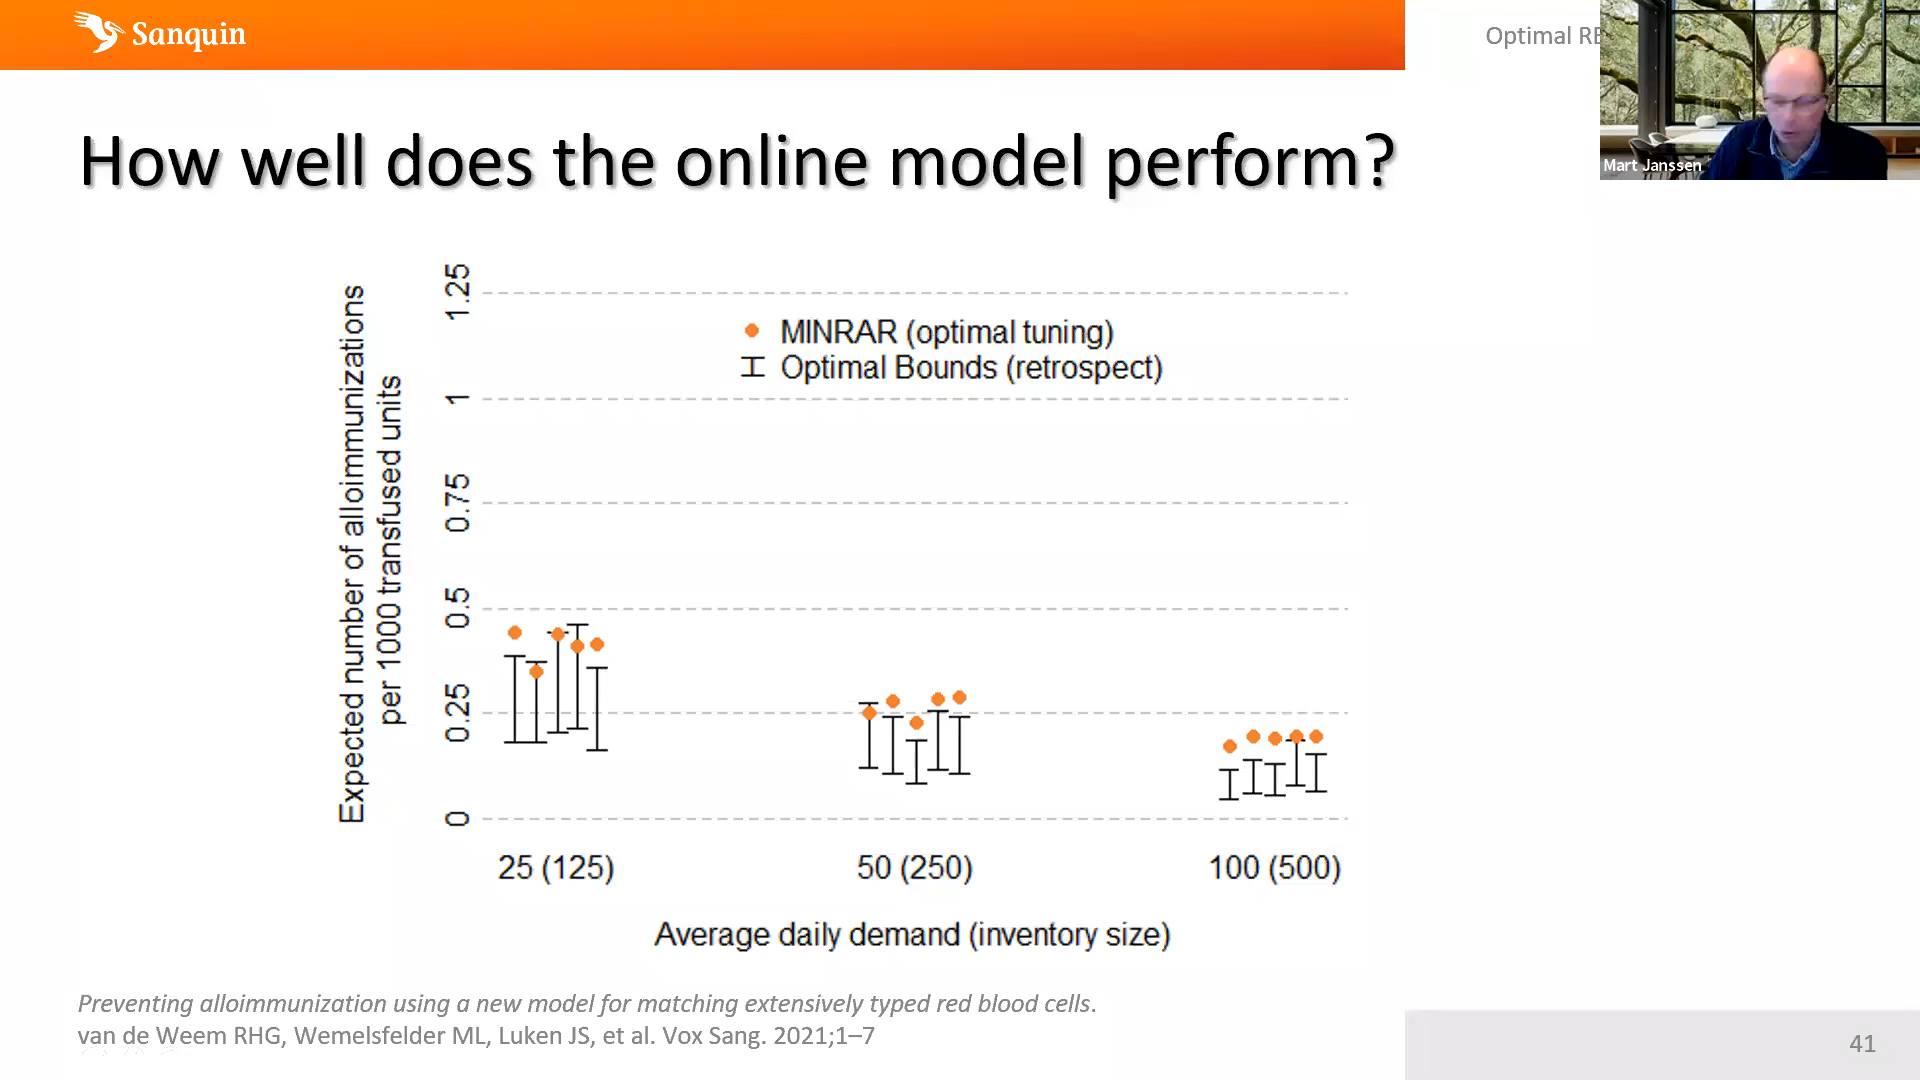 Sanquin
Optimal RE
Mart Janssen
How well does the online model perform?
Expected number of alloimmunizations
per 1000 transfused units
1.25
1
0.75
0.5
0.25
0
MINRAR (optimal tuning)
Optimal Bounds (retrospect)
25 (125)
50 (250)
100 (500)
Average daily demand (inventory size)
Preventing alloimmunization using a new model for matching extensively typed red blood cells.
van de Weem RHG, Wemelsfelder ML, Luken JS, et al. Vox Sang. 2021;1–7
41